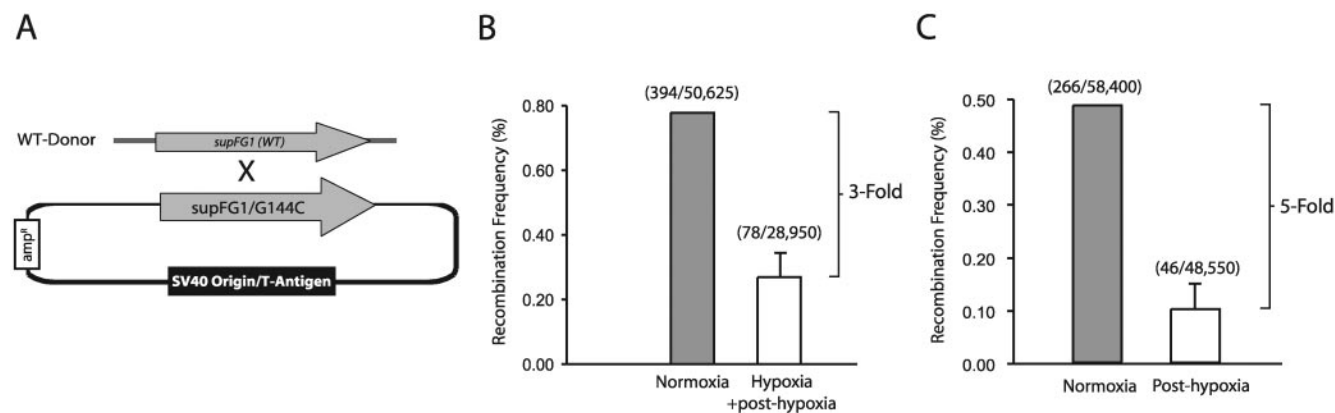 A
WT-Donor
supFG1 (WT)
X
supFG1/G144C
ampR
SV40 Origin/T-Antigen
B
Recombination Frequency (%)
0.80
0.60
0.40
0.20
0.00
(394/50,625)
(78/28,950)
3-Fold
Normoxia
Hypoxia
+post-hypoxia
C
Recombination Frequency (%)
0.50
0.40
0.30
0.20
0.10
0.00
(266/58,400)
(46/48,550)
5-Fold
Normoxia
Post-hypoxia